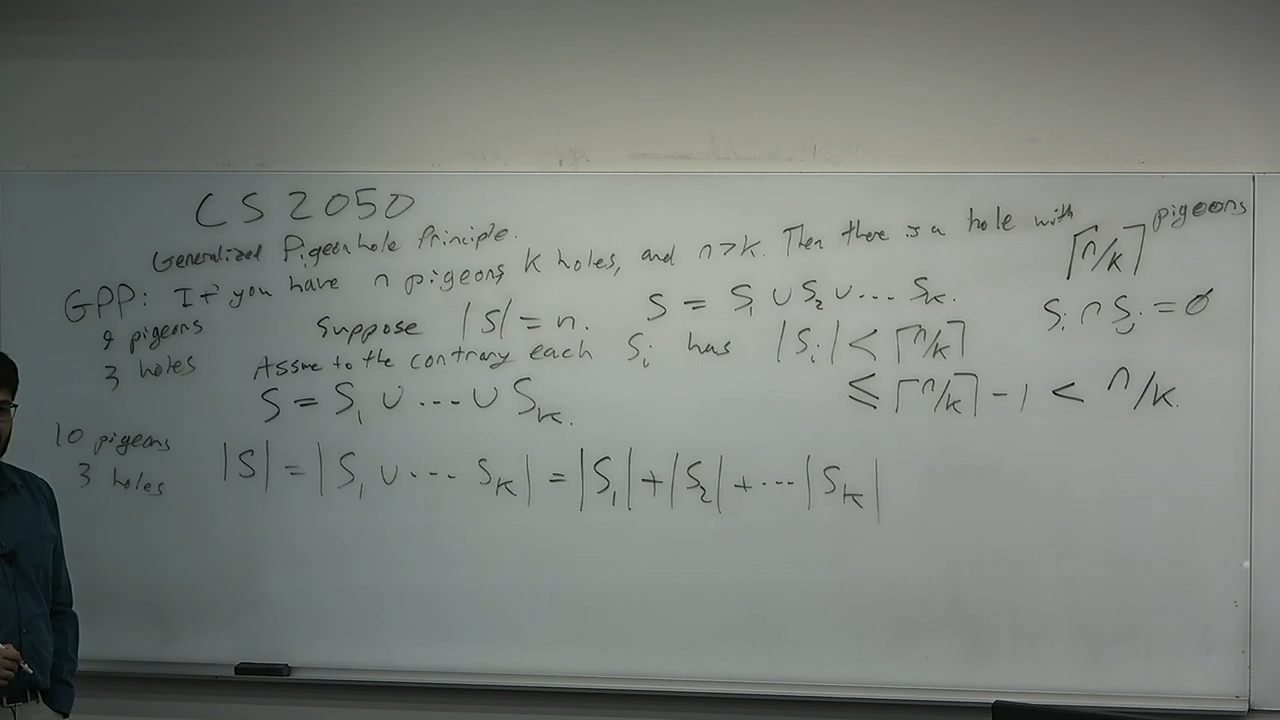 CS 2050
Generalized Pigeonhole Principle.
GPP: If you have n pigeons k holes, and n>k. Then there is a hole with ⌈n/k⌉ pigeons
9 pigeons
3 holes
Suppose |S| = n. S = S₁ ∪ S₂ ∪ ... Sₖ. Sᵢ ∩ Sⱼ = ∅
Assume to the contrary each Sᵢ has |Sᵢ| < ⌈n/k⌉
≤ ⌈n/k⌉ - 1 < n/k.
S = S₁ ∪ ... ∪ Sₖ.
10 pigeons
3 holes
|S| = |S₁ ∪ ... Sₖ| = |S₁| + |S₂| + ... |Sₖ|